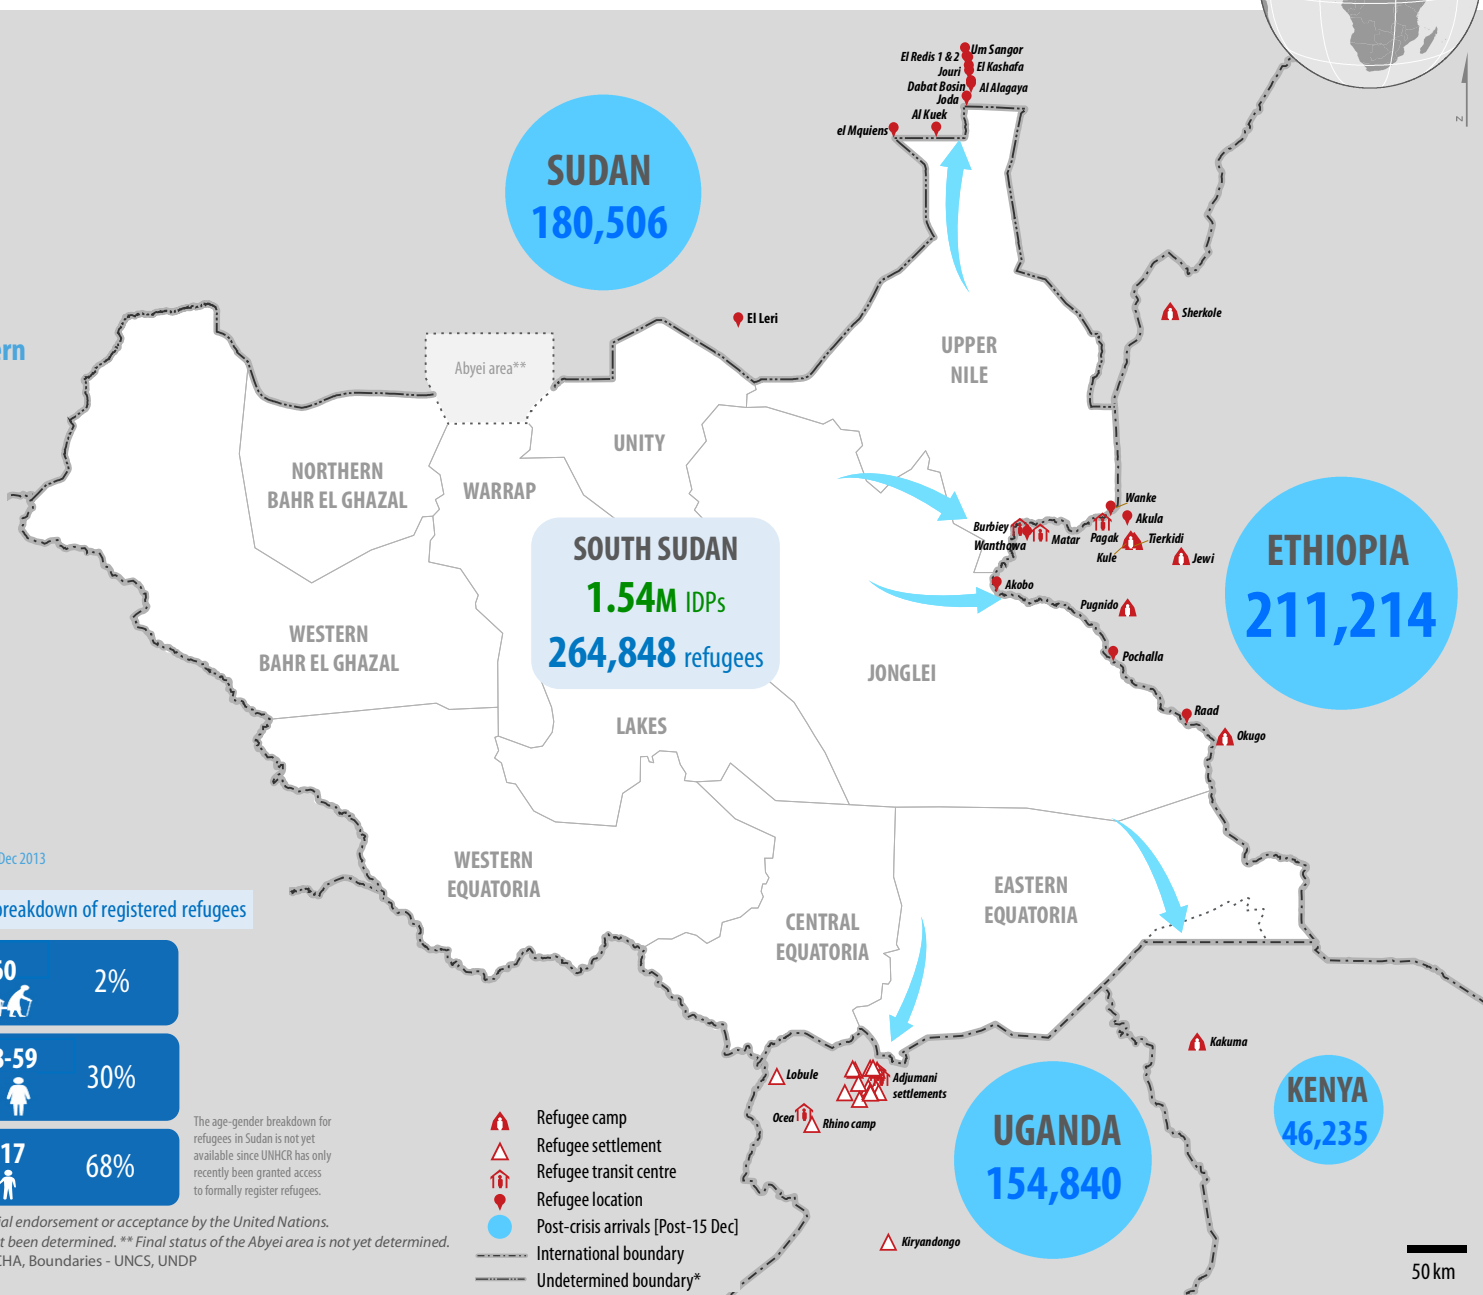 Um Sangor
El Redis 1 & 2
El Kashafa
Jouri
Dabat Bosin
Al Alagaya
Joda
Al Kuek
el Mquiens
N
SUDAN
180,506
El Leri
Sherkole
ern
Abyei area**
UPPER
NILE
UNITY
NORTHERN
BAHR EL GHAZAL
WARRAP
Wanke
Akula
Burbiey
Wanthowa
Matar
Pagak
Tierkidi
Kule
Jewi
SOUTH SUDAN
1.54M IDPs
264,848 refugees
ETHIOPIA
211,214
Akobo
Pugnido
WESTERN
BAHR EL GHAZAL
Pochalla
JONGLEI
Raad
Okugo
LAKES
Dec 2013
WESTERN
EQUATORIA
EASTERN
EQUATORIA
CENTRAL
EQUATORIA
breakdown of registered refugees
60
2%
8-59
30%
17
68%
The age-gender breakdown for
refugees in Sudan is not yet
available since UNHCR has only
recently been granted access
to formally register refugees.
Kakuma
Lobule
Adjumani
settlements
Ocea
Rhino camp
KENYA
46,235
UGANDA
154,840
Kiryandongo
Refugee camp
Refugee settlement
Refugee transit centre
Refugee location
Post-crisis arrivals [Post-15 Dec]
International boundary
Undetermined boundary*
ial endorsement or acceptance by the United Nations.
t been determined. ** Final status of the Abyei area is not yet determined.
CHA, Boundaries - UNCS, UNDP
50 km